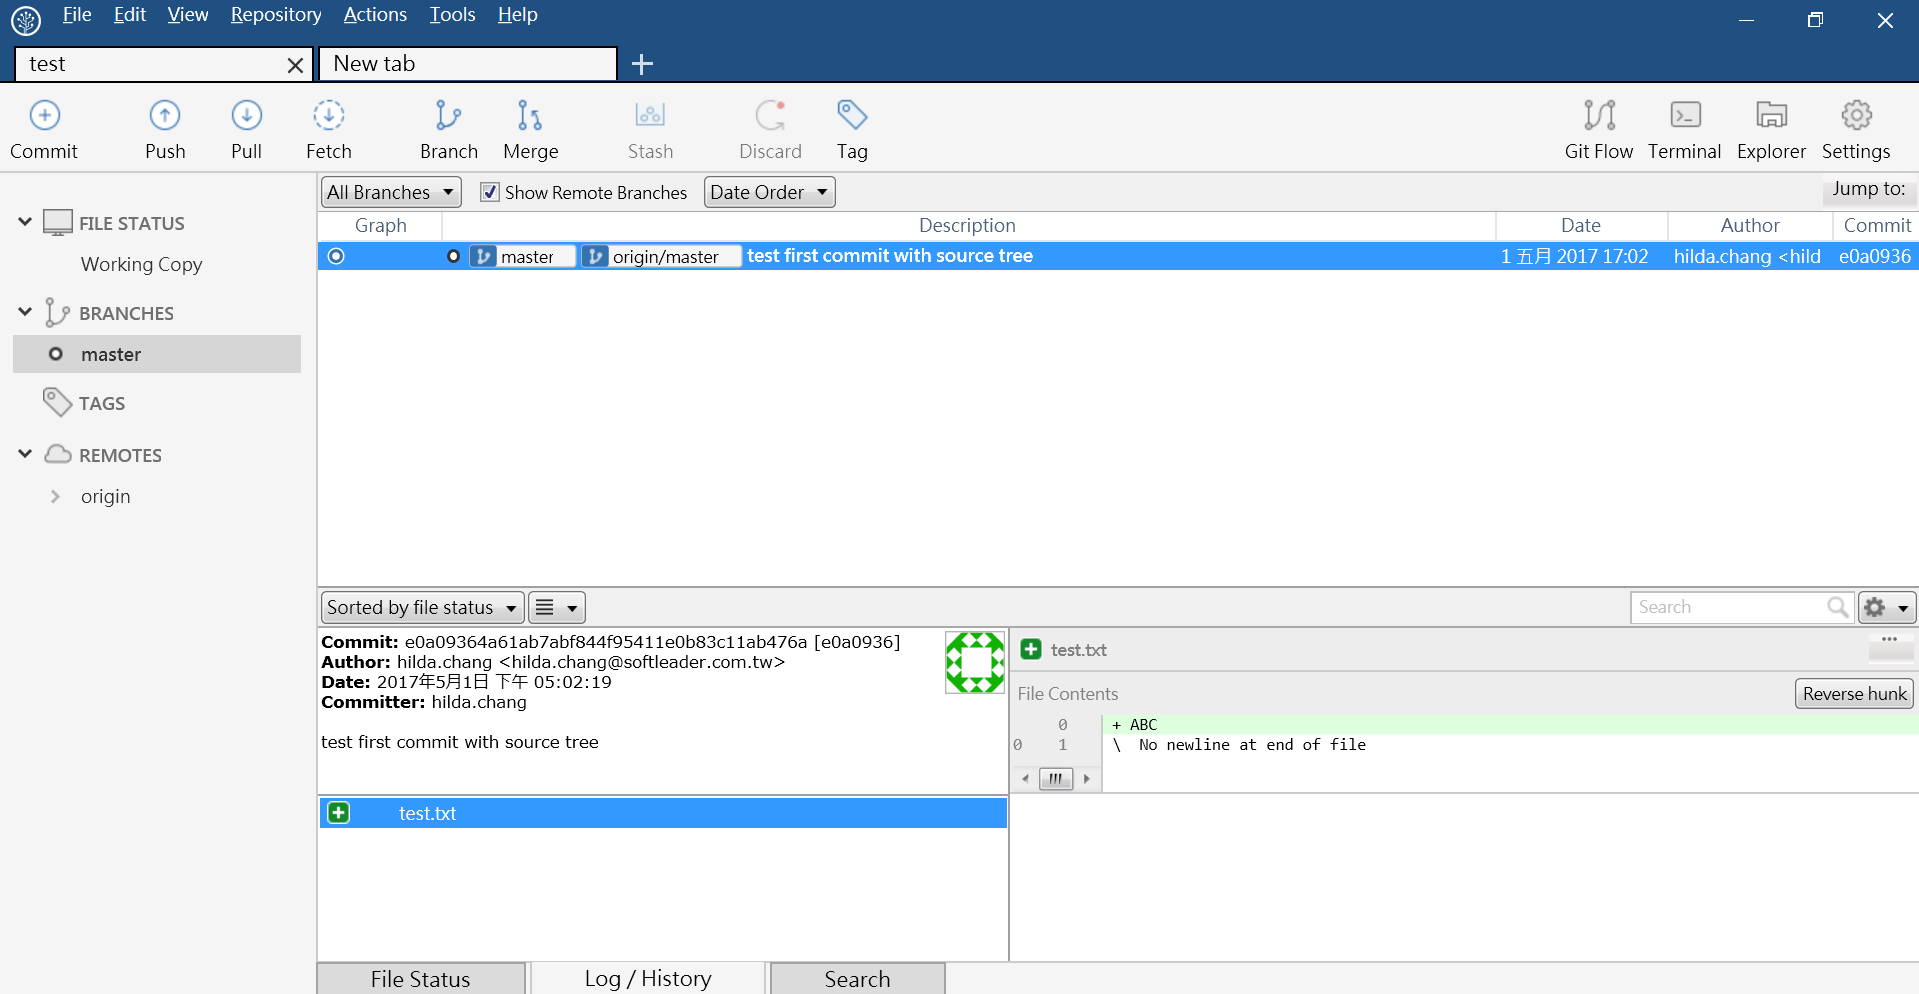 File Edit View Repository Actions Tools Help
test New tab
Commit Push Pull Fetch Branch Merge Stash Discard Tag Git Flow Terminal Explorer Settings
All Branches Show Remote Branches Date Order Jump to:
Graph Description Date Author Commit
master origin/master test first commit with source tree 1 五月 2017 17:02 hilda.chang <hild e0a0936
FILE STATUS
Working Copy
BRANCHES
master
TAGS
REMOTES
origin
Sorted by file status Search
Commit: e0a09364a61ab7abf844f95411e0b83c11ab476a [e0a0936]
Author: hilda.chang <hilda.chang@softleader.com.tw>
Date: 2017年5月1日 下午 05:02:19
Committer: hilda.chang
test first commit with source tree
test.txt
test.txt
File Contents Reverse hunk
0 + ABC
0 1 \ No newline at end of file
File Status Log / History Search